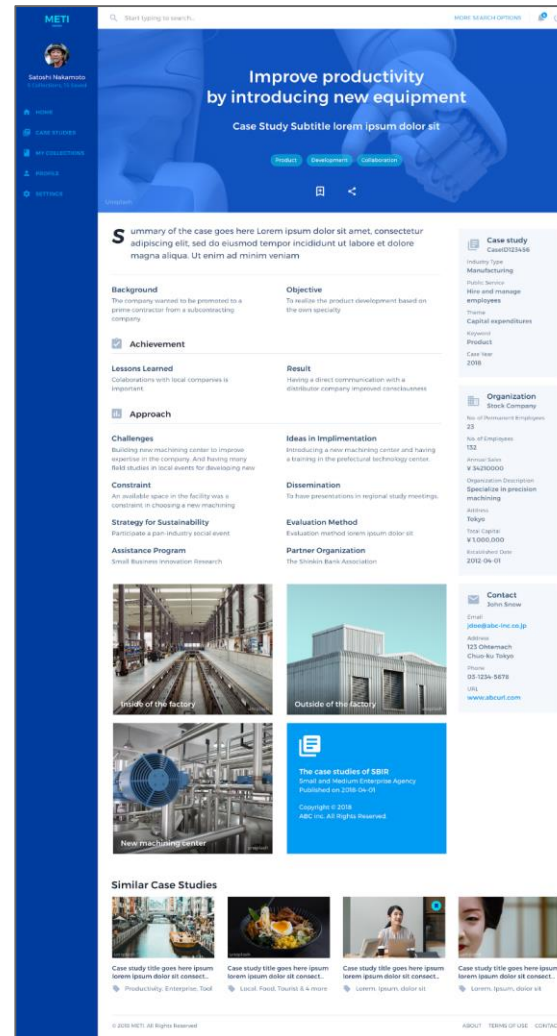 METI
Satoshi Nakamoto
HOME
CASE STUDIES
MY COLLECTIONS
PROFILE
SETTINGS
Start typing to search..
MORE SEARCH OPTIONS
Improve productivity
by introducing new equipment
Case Study Subtitle lorem ipsum dolor sit
Product
Development
Collaboration
Unsplash
Summary of the case goes here Lorem ipsum dolor sit amet, consectetur
adipiscing elit, sed do eiusmod tempor incididunt ut labore et dolore
magna aliqua. Ut enim ad minim veniam
Background
The company wanted to be promoted to a
prime contractor from a subcontracting
company
Objective
To realize the product development based on
the own specialty
Achievement
Lessons Learned
Colaborations with local companies is
important.
Result
Having a direct communication with a
distributor company improved consciousness
Approach
Challenges
Building new machining center to improve
expertise in the company. And having many
field studies in local events for developing new
Ideas in Implimentation
Introducing a new machining center and having
a training in the prefectural technology center.
Constraint
An available space in the facility was a
constraint in choosing a new machining
Dissemination
To have presentations in regional study meetings.
Strategy for Sustainability
Participate a pan-industry social event
Evaluation Method
Evaluation method lorem ipsum dolor sit
Assistance Program
Small Business Innovation Research
Partner Organization
The Shinkin Bank Association
Inside of the factory
unsplash
Outside of the factory
unsplash
New machining center
unsplash
The case studies of SBIR
Small and Medium Enterprise Agency
Published on 2018-04-01
Copyright © 2018
ABC inc. All Rights Reserved.
Case study
CaseID123456
Industry Type
Manufacturing
Public Service
Hire and manage
employees
Theme
Capital expenditures
Keyword
Product
Case Year
2018
Organization
Stock Company
No. of Permanent Employees
23
No. of Employees
132
Annual Sales
¥ 34210000
Organization Description
Specialize in precision
machining
Address
Tokyo
Total Capital
¥ 1,000,000
Established Date
2012-04-01
Contact
John Snow
Email
jdoe@abc-inc.co.jp
Address
123 Ohtemach
Chuo-ku Tokyo
Phone
03-1234-5678
URL
www.abcurl.com
Similar Case Studies
Case study title goes here ipsum
lorem ipsum dolor sit consect..
Productivity, Enterprise, Tool
Case study title goes here ipsum
lorem ipsum dolor sit consect..
Local, Food, Tourist & 4 more
Case study title goes here ipsum
lorem ipsum dolor sit consect..
Lorem, Ipsum, dolor sit
Case study title goes here ipsum
lorem ipsum dolor sit consect..
Lorem, Ipsum, dolor sit
© 2018 METI. All Rights Reserved
ABOUT
TERMS OF USE
CONTAC